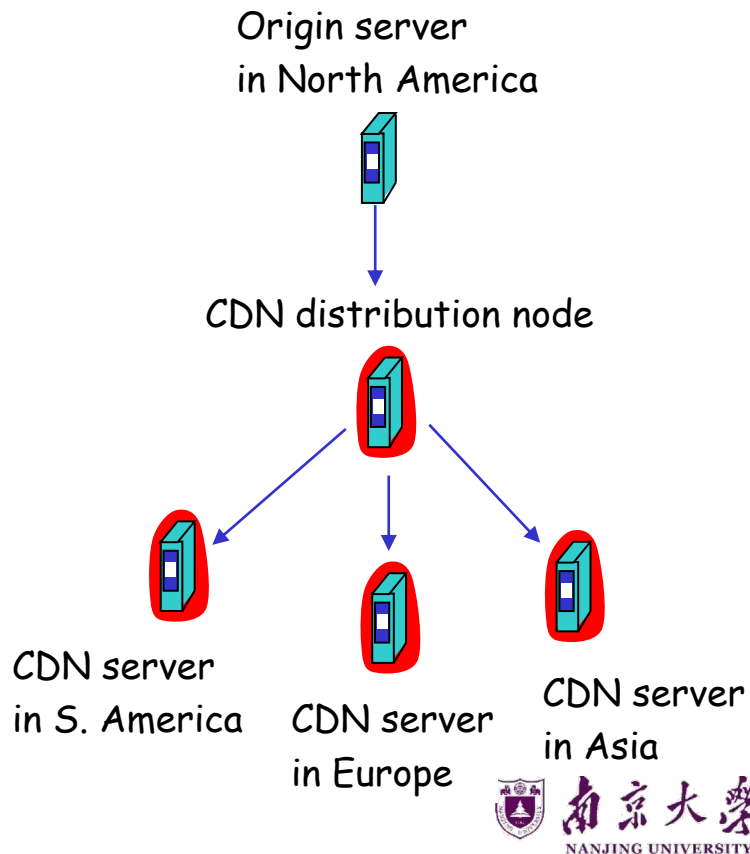 Origin server
in North America
CDN distribution node
CDN server
in S. America
CDN server
in Europe
CDN server
in Asia
南京大學
NANJING UNIVERSITY